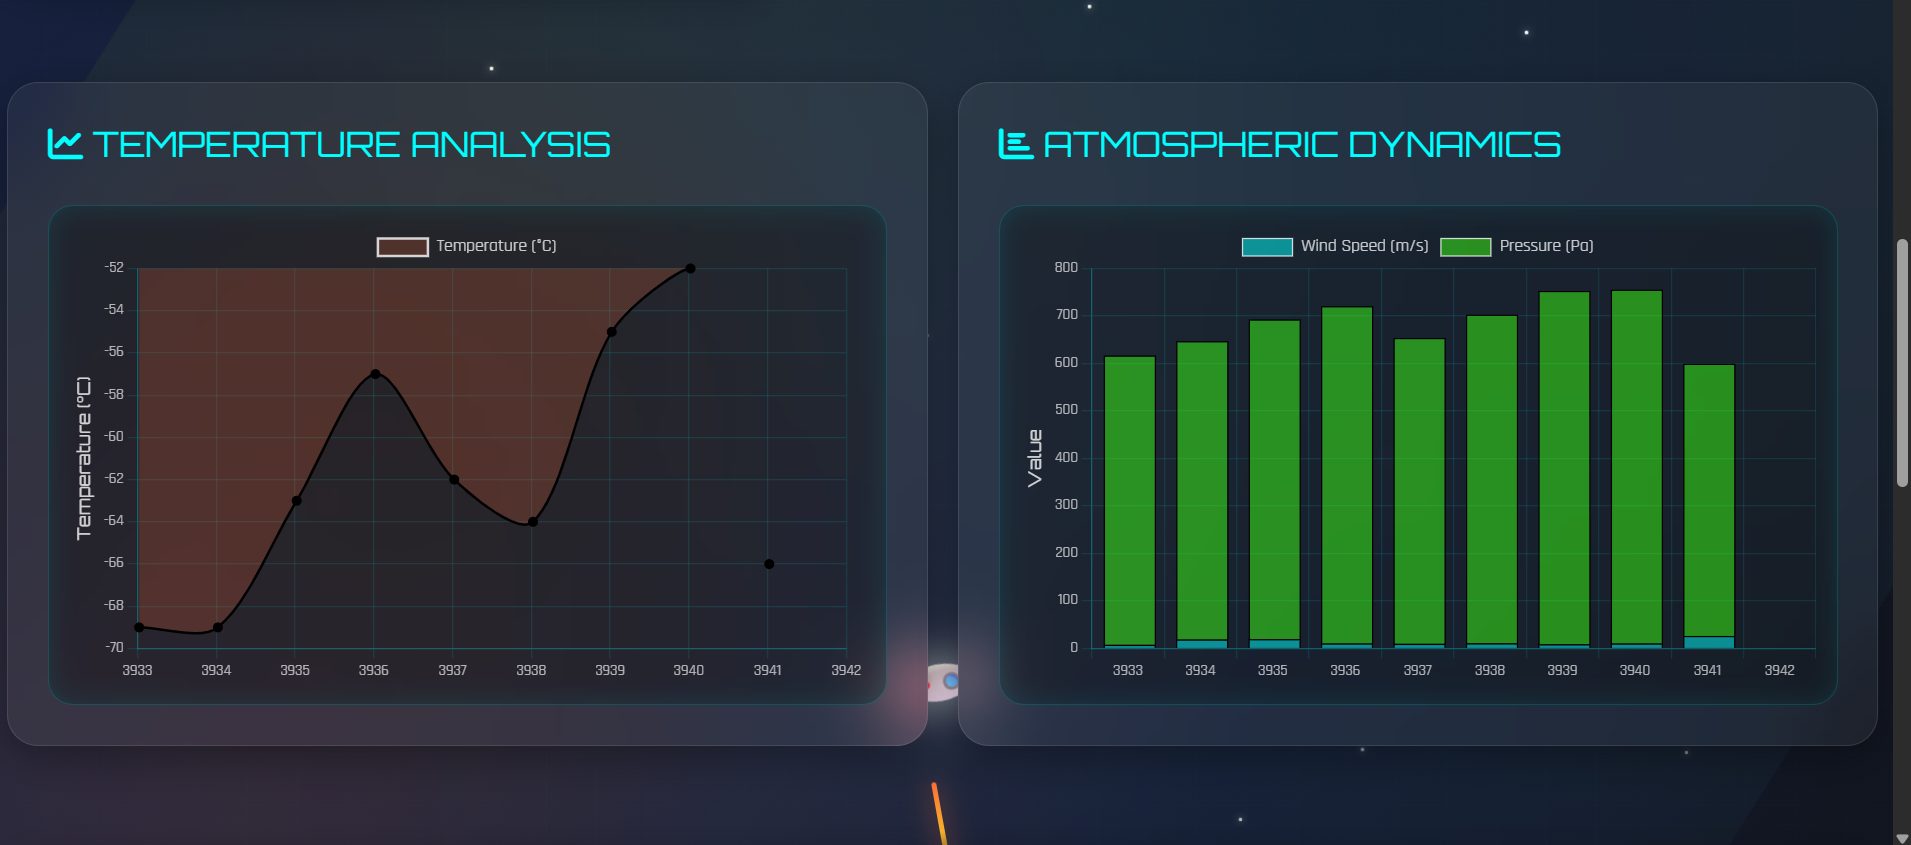 TEMPERATURE ANALYSIS
Temperature (°C)
-52
-54
-56
-58
-60
-62
-64
-66
-68
-70
Temperature (°C)
3933 3934 3935 3936 3937 3938 3939 3940 3941 3942
ATMOSPHERIC DYNAMICS
Wind Speed (m/s) Pressure (Pa)
800
700
600
500
400
300
200
100
0
Value
3933 3934 3935 3936 3937 3938 3939 3940 3941 3942